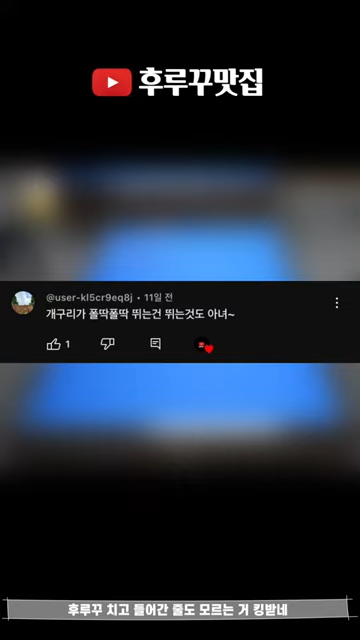 후루꾸맛집
@user-kl5cr9eq8j • 11일 전
개구리가 폴딱폴딱 뛰는건 뛰는것도 아녀~
1
후루꾸 치고 들어간 줄도 모르는 거 킹받네